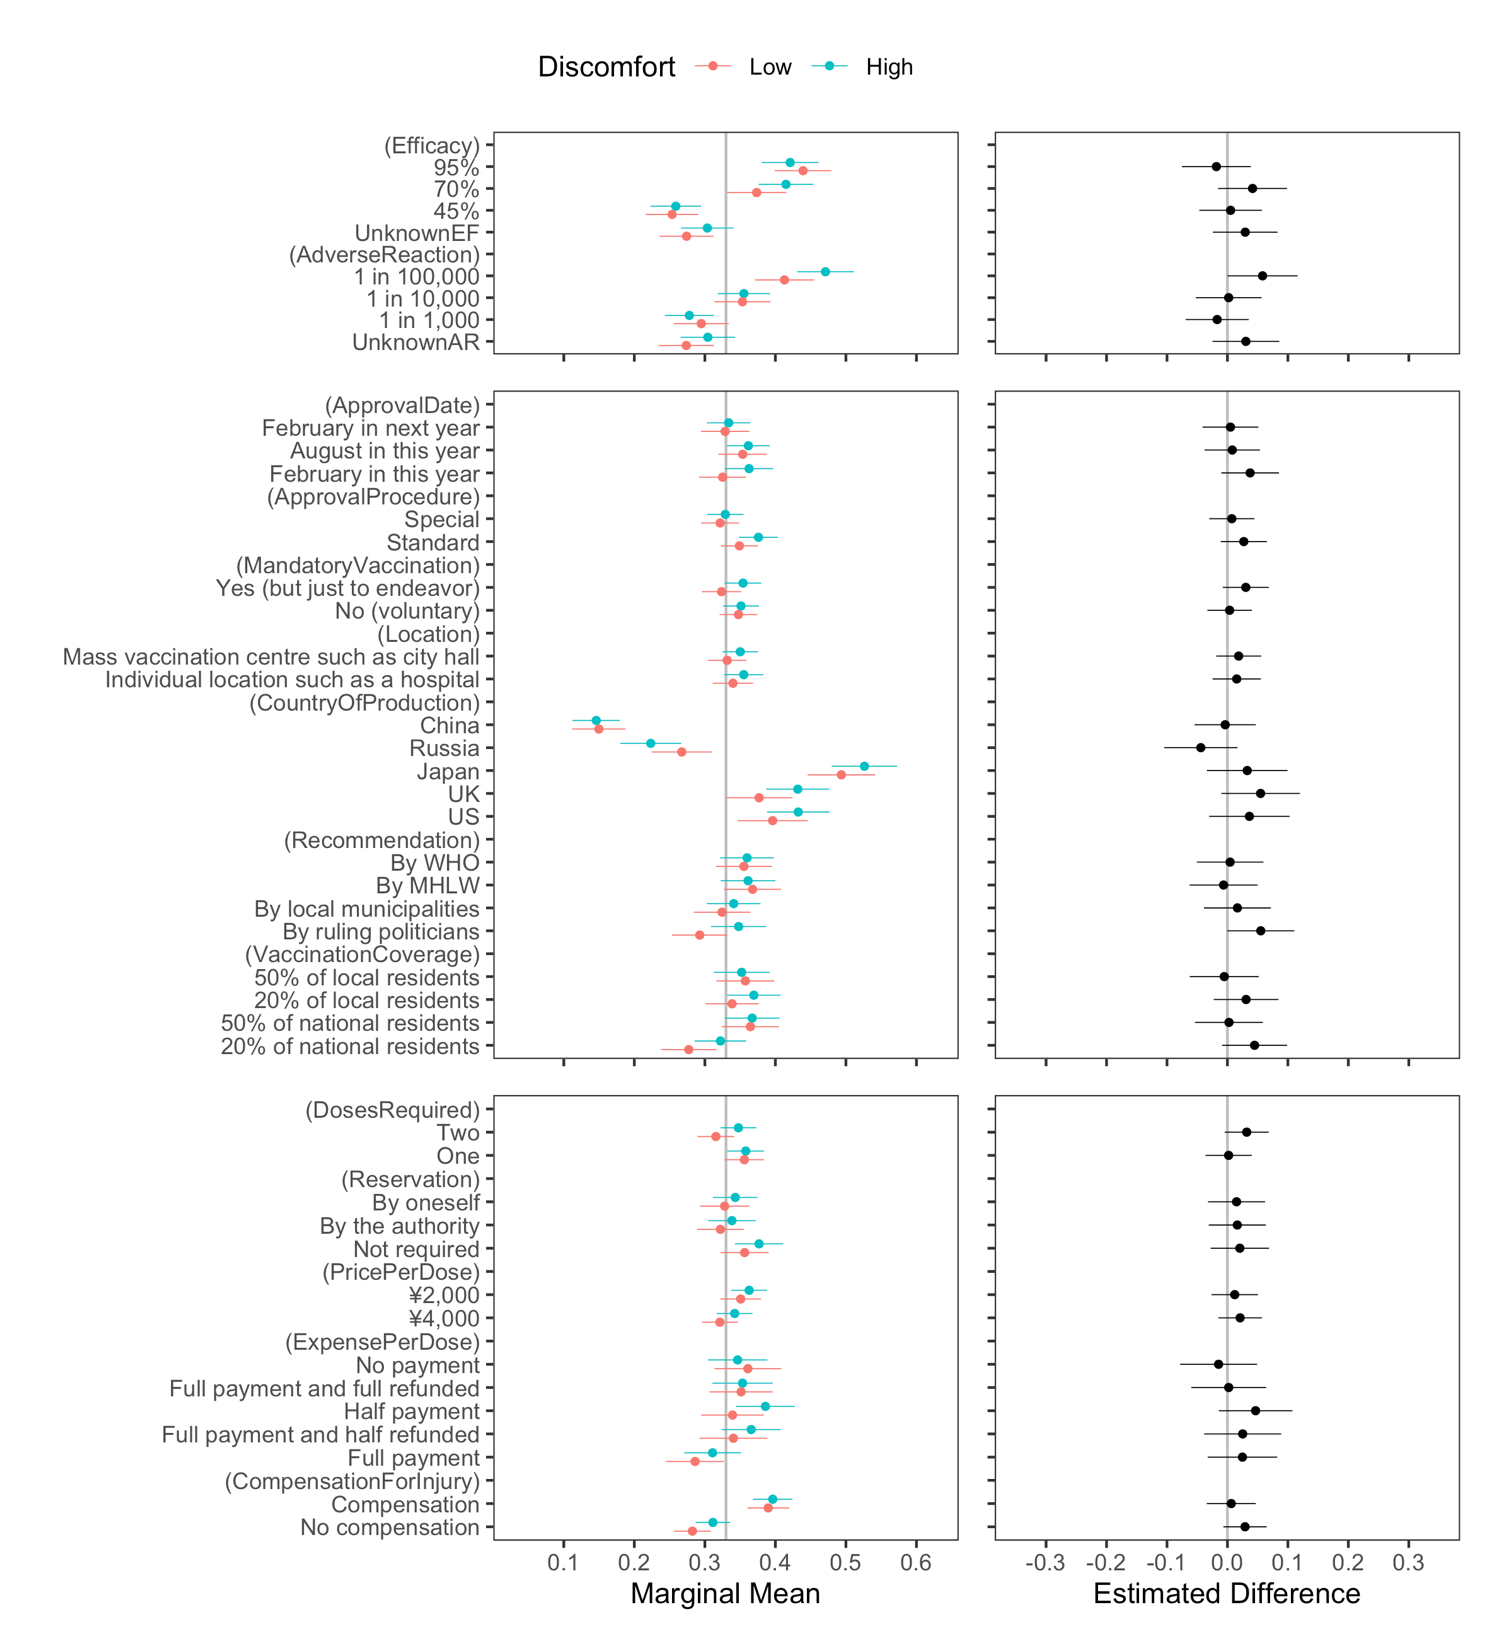 Discomfort Low High
(Efficacy)
95%
70%
45%
UnknownEF
(AdverseReaction)
1 in 100,000
1 in 10,000
1 in 1,000
UnknownAR
(ApprovalDate)
February in next year
August in this year
February in this year
(ApprovalProcedure)
Special
Standard
(MandatoryVaccination)
Yes (but just to endeavor)
No (voluntary)
(Location)
Mass vaccination centre such as city hall
Individual location such as a hospital
(CountryOfProduction)
China
Russia
Japan
UK
US
(Recommendation)
By WHO
By MHLW
By local municipalities
By ruling politicians
(VaccinationCoverage)
50% of local residents
20% of local residents
50% of national residents
20% of national residents
(DosesRequired)
Two
One
(Reservation)
By oneself
By the authority
Not required
(PricePerDose)
¥2,000
¥4,000
(ExpensePerDose)
No payment
Full payment and full refunded
Half payment
Full payment and half refunded
Full payment
(CompensationForInjury)
Compensation
No compensation
0.1 0.2 0.3 0.4 0.5 0.6
-0.3 -0.2 -0.1 0.0 0.1 0.2 0.3
Marginal Mean
Estimated Difference